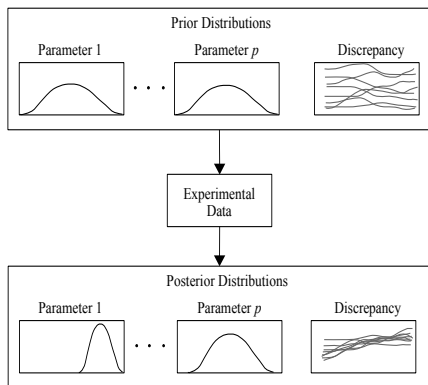 Prior Distributions
Parameter 1
Parameter p
Discrepancy
. . .
Experimental
Data
Posterior Distributions
Parameter 1
Parameter p
Discrepancy
. . .